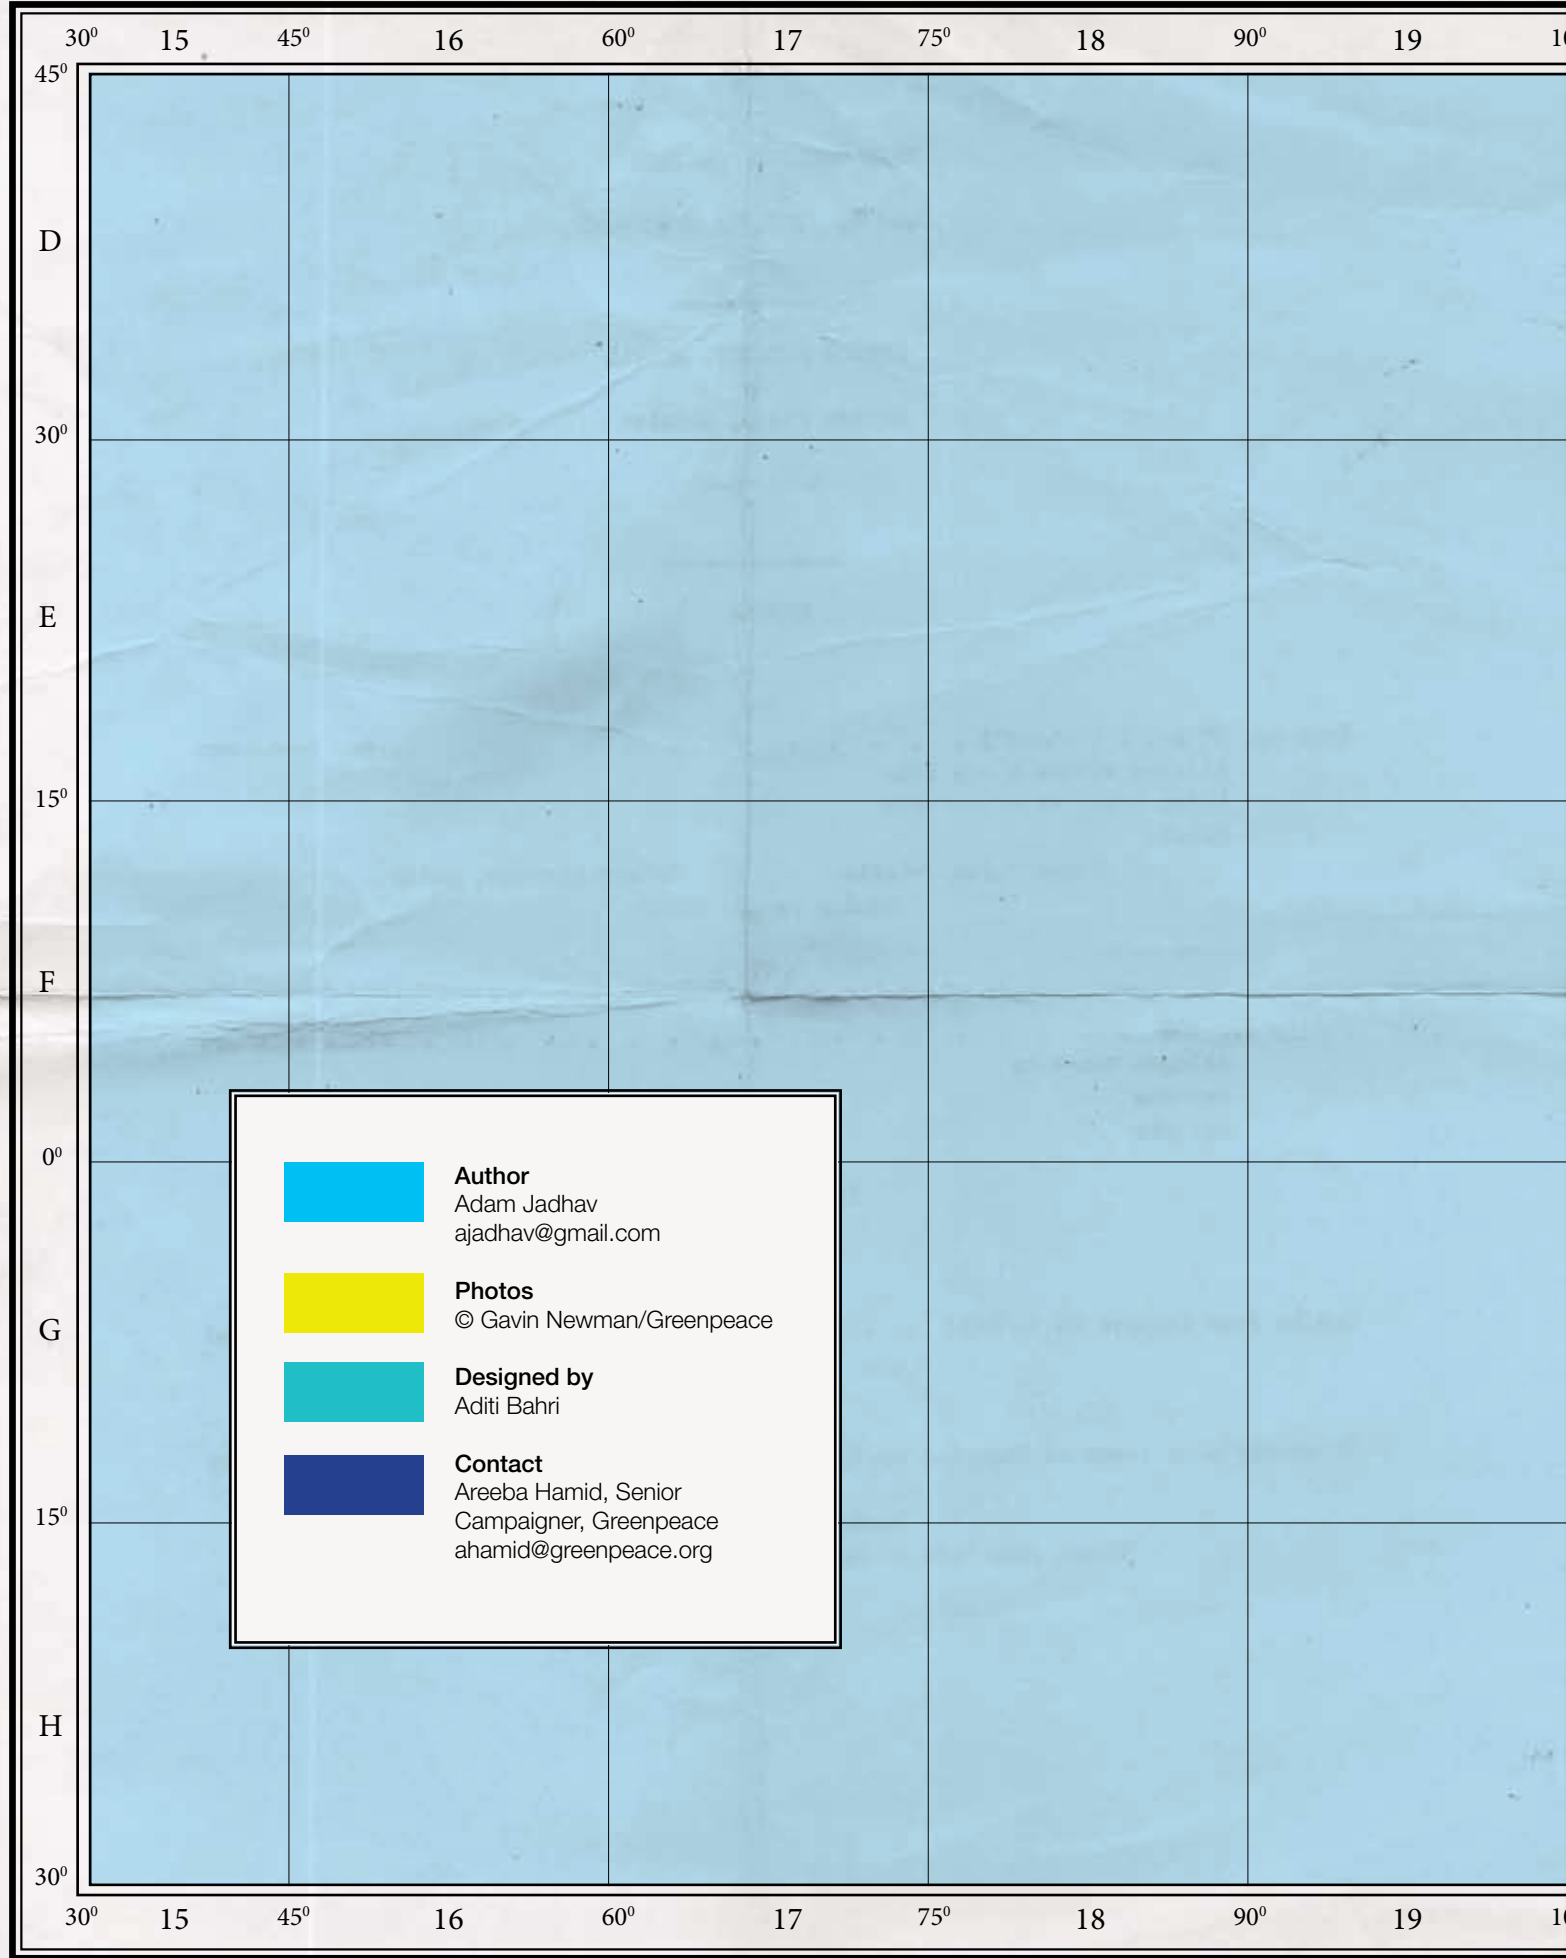 30⁰ 15 45⁰ 16 60⁰ 17 75⁰ 18 90⁰ 19
45⁰
D
30⁰
E
15⁰
F
0⁰
Author
Adam Jadhav
ajadhav@gmail.com
Photos
© Gavin Newman/Greenpeace
G
Designed by
Aditi Bahri
Contact
Areeba Hamid, Senior
Campaigner, Greenpeace
ahamid@greenpeace.org
15⁰
H
30⁰
30⁰ 15 45⁰ 16 60⁰ 17 75⁰ 18 90⁰ 19